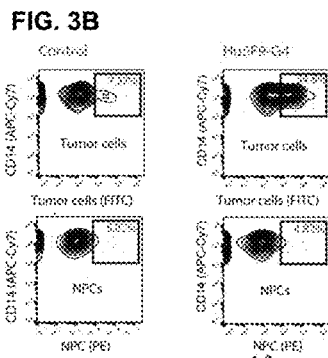 FIG. 3B
Control
Hu5F9-G4
CD14 (APC-Cy7)
Tumor cells
Tumor cells (FITC)
CD14 (APC-Cy7)
Tumor cells
Tumor cells (FITC)
CD14 (APC-Cy7)
NPCs
NPC (PE)
CD14 (APC-Cy7)
NPCs
NPC (PE)